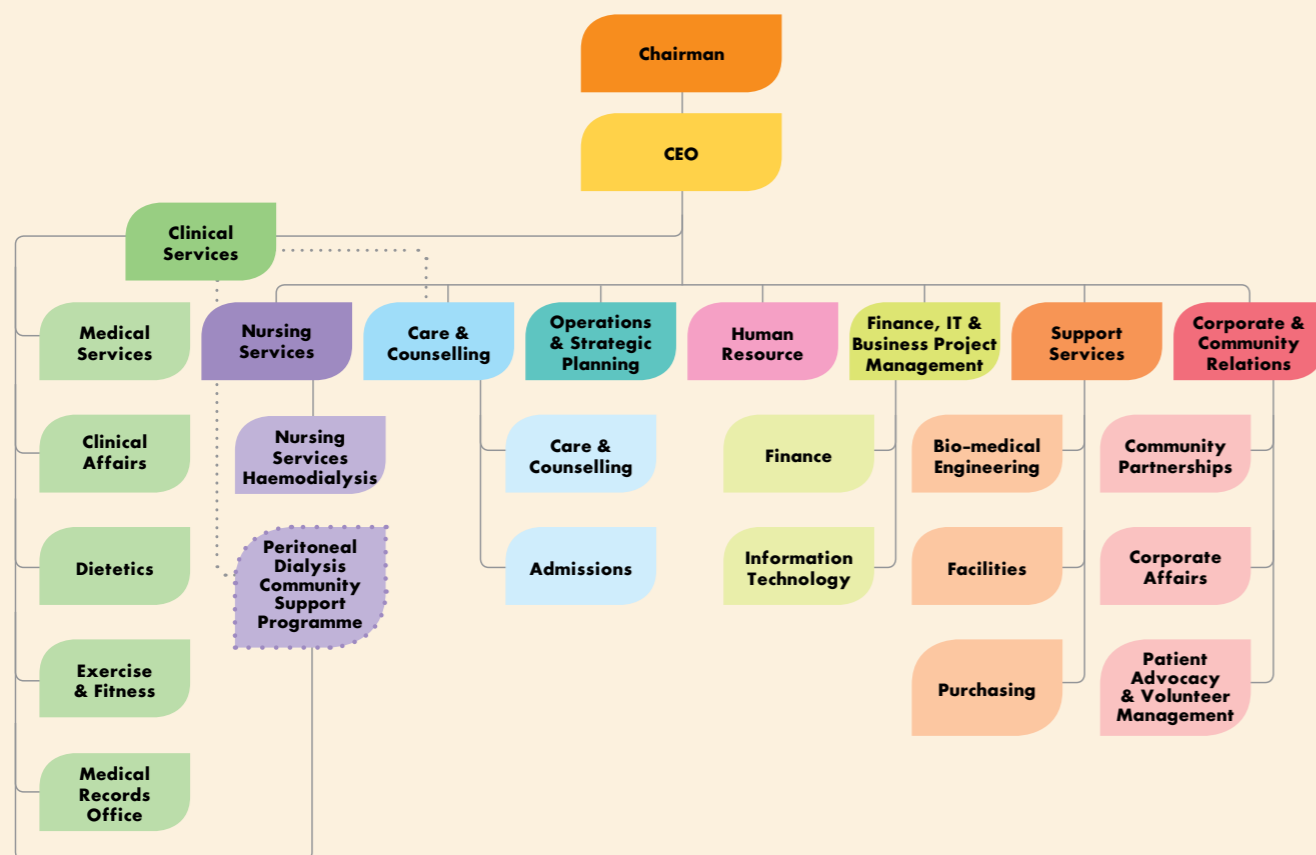 Chairman
CEO
Clinical
Services
Medical
Services
Nursing
Services
Care &
Counselling
Operations
& Strategic
Planning
Human
Resource
Finance, IT &
Business Project
Management
Support
Services
Corporate &
Community
Relations
Clinical
Affairs
Nursing
Services
Haemodialysis
Care &
Counselling
Finance
Bio-medical
Engineering
Community
Partnerships
Dietetics
Peritoneal
Dialysis
Community
Support
Programme
Admissions
Information
Technology
Facilities
Corporate
Affairs
Exercise
& Fitness
Purchasing
Patient
Advocacy
& Volunteer
Management
Medical
Records
Office